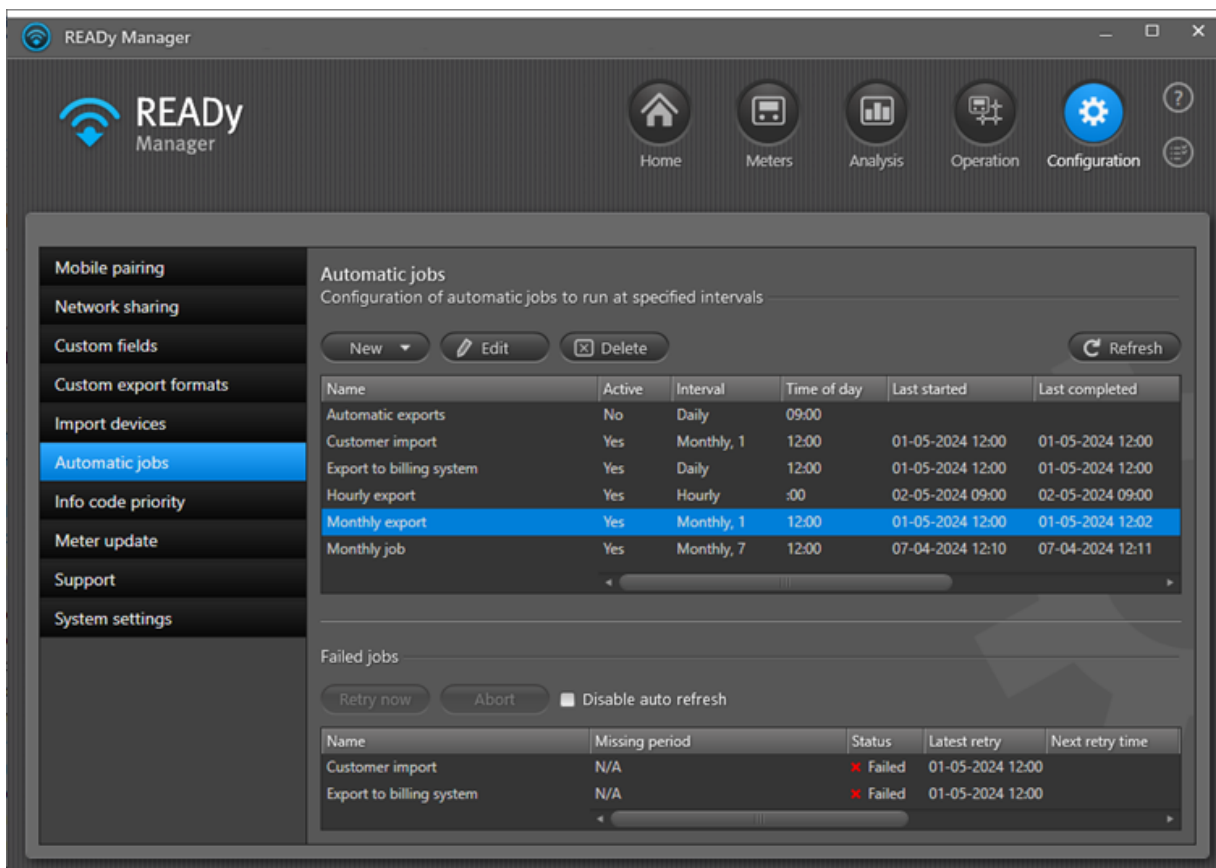 READy Manager
READy
Manager
Home Meters Analysis Operation Configuration
?
Mobile pairing
Network sharing
Custom fields
Custom export formats
Import devices
Automatic jobs
Info code priority
Meter update
Support
System settings
Automatic jobs
Configuration of automatic jobs to run at specified intervals
New Edit Delete Refresh
Name Active Interval Time of day Last started Last completed
Automatic exports No Daily 09:00
Customer import Yes Monthly, 1 12:00 01-05-2024 12:00 01-05-2024 12:00
Export to billing system Yes Daily 12:00 01-05-2024 12:00 01-05-2024 12:00
Hourly export Yes Hourly :00 02-05-2024 09:00 02-05-2024 09:00
Monthly export Yes Monthly, 1 12:00 01-05-2024 12:00 01-05-2024 12:02
Monthly job Yes Monthly, 7 12:00 07-04-2024 12:10 07-04-2024 12:11
Failed jobs
Retry now Abort Disable auto refresh
Name Missing period Status Latest retry Next retry time
Customer import N/A Failed 01-05-2024 12:00
Export to billing system N/A Failed 01-05-2024 12:00